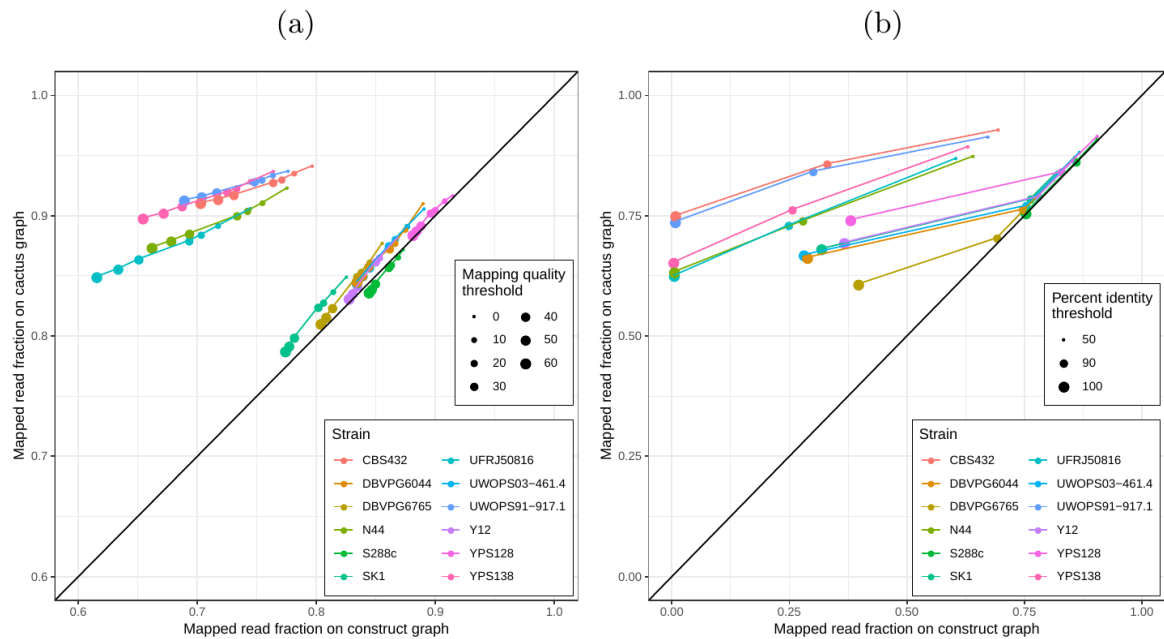 (a)
(b)
Mapped read fraction on cactus graph
1.0
0.9
0.8
0.7
0.6
0.6
0.7
0.8
0.9
1.0
Mapped read fraction on construct graph
Mapping quality
threshold
0 40
10 50
20 60
30
Strain
CBS432 UFRJ50816
DBVPG6044 UWOPS03−461.4
DBVPG6765 UWOPS91−917.1
N44 Y12
S288c YPS128
SK1 YPS138
Mapped read fraction on cactus graph
1.00
0.75
0.50
0.25
0.00
0.00
0.25
0.50
0.75
1.00
Mapped read fraction on construct graph
Percent identity
threshold
50
90
100
Strain
CBS432 UFRJ50816
DBVPG6044 UWOPS03−461.4
DBVPG6765 UWOPS91−917.1
N44 Y12
S288c YPS128
SK1 YPS138